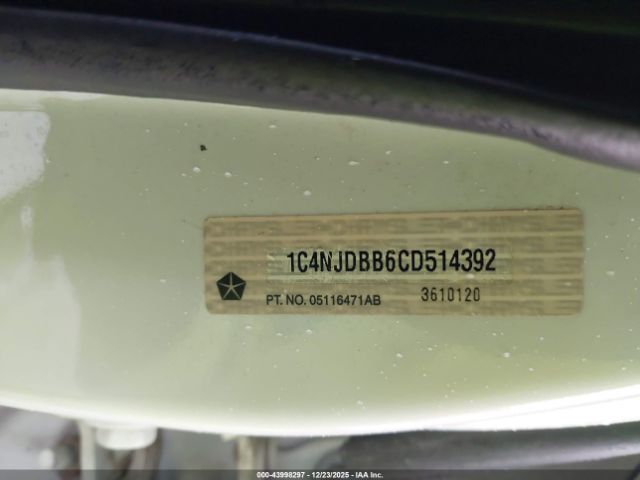 1C4NJDBB6CD514392
PT. NO. 05116471AB 3610120
000-43998297 - 12/23/2025 - IAA Inc.